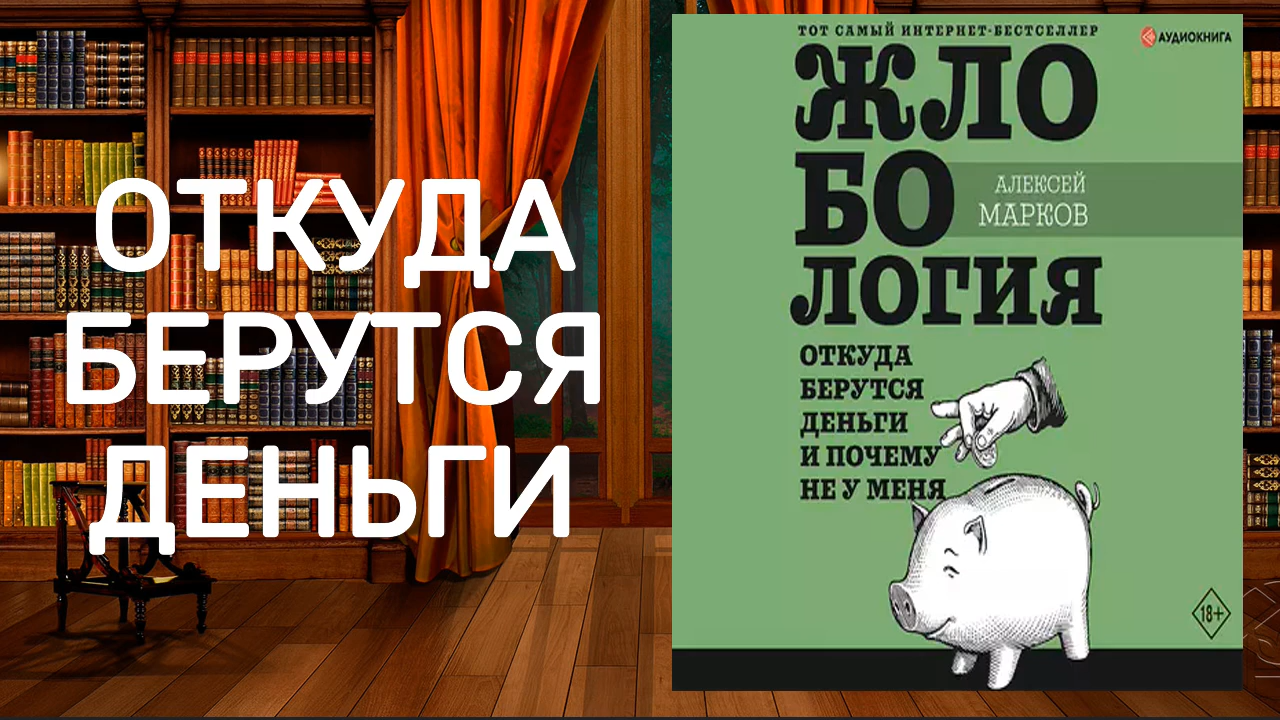 ОТКУДА
БЕРУТСЯ
ДЕНЬГИ
ТОТ САМЫЙ ИНТЕРНЕТ-БЕСТСЕЛЛЕР
АУДИОКНИГА
ЖЛО
БО
ЛОГИЯ
АЛЕКСЕЙ
МАРКОВ
ОТКУДА
БЕРУТСЯ
ДЕНЬГИ
И ПОЧЕМУ
НЕ У МЕНЯ
18+